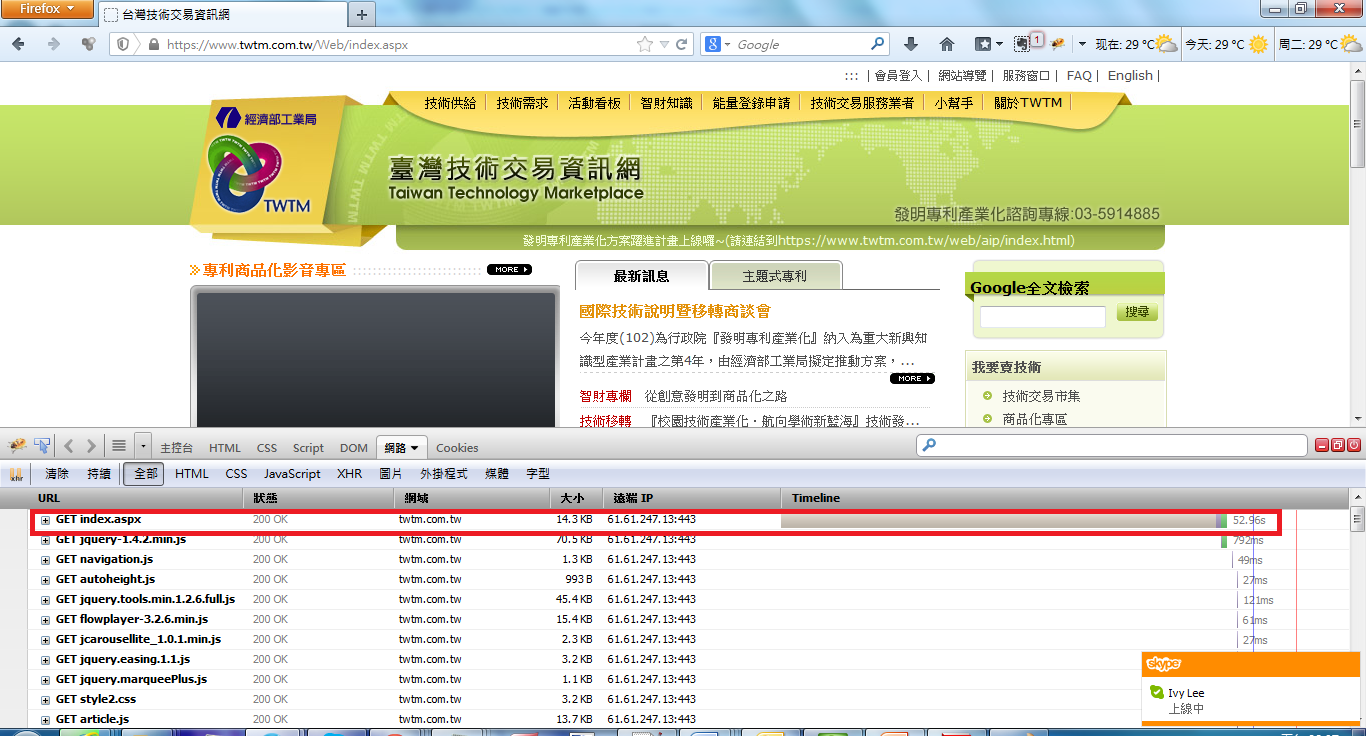 Firefox
台灣技術交易資訊網
https://www.twtm.com.tw/Web/index.aspx
Google
1
现在: 29 °C
今天: 29 °C
周二: 29 °C
::: | 會員登入 | 網站導覽 | 服務窗口 | FAQ | English |
技術供給 | 技術需求 | 活動看板 | 智財知識 | 能量登錄申請 | 技術交易服務業者 | 小幫手 | 關於TWTM
經濟部工業局
TWTM
臺灣技術交易資訊網
Taiwan Technology Marketplace
發明專利產業化諮詢專線:03-5914885
發明專利產業化方案躍進計畫上線囉~(請連結到https://www.twtm.com.tw/web/aip/index.html)
專利商品化影音專區
MORE
最新訊息
主題式專利
國際技術說明暨移轉商談會
今年度(102)為行政院『發明專利產業化』納入為重大新興知
識型產業計畫之第4年，由經濟部工業局擬定推動方案，...
MORE
智財專欄 從創意發明到商品化之路
技術移轉 『校園技術產業化．航向學術新藍海』技術發...
Google全文檢索
搜尋
我要賣技術
技術交易市集
商品化專區
主控台 HTML CSS Script DOM 網路 Cookies
xhr 清除 持續 全部 HTML CSS JavaScript XHR 圖片 外掛程式 媒體 字型
URL 狀態 網域 大小 遠端 IP Timeline
GET index.aspx 200 OK twtm.com.tw 14.3 KB 61.61.247.13:443 52.96s
GET jquery-1.4.2.min.js 200 OK twtm.com.tw 70.5 KB 61.61.247.13:443 792ms
GET navigation.js 200 OK twtm.com.tw 1.3 KB 61.61.247.13:443 49ms
GET autoheight.js 200 OK twtm.com.tw 993 B 61.61.247.13:443 27ms
GET jquery.tools.min.1.2.6.full.js 200 OK twtm.com.tw 45.4 KB 61.61.247.13:443 121ms
GET flowplayer-3.2.6.min.js 200 OK twtm.com.tw 15.4 KB 61.61.247.13:443 61ms
GET jcarousellite_1.0.1.min.js 200 OK twtm.com.tw 2.3 KB 61.61.247.13:443 27ms
GET jquery.easing.1.1.js 200 OK twtm.com.tw 3.2 KB 61.61.247.13:443
GET jquery.marqueePlus.js 200 OK twtm.com.tw 1.1 KB 61.61.247.13:443
GET style2.css 200 OK twtm.com.tw 3.2 KB 61.61.247.13:443
GET article.js 200 OK twtm.com.tw 13.7 KB 61.61.247.13:443
skype
Ivy Lee
上線中